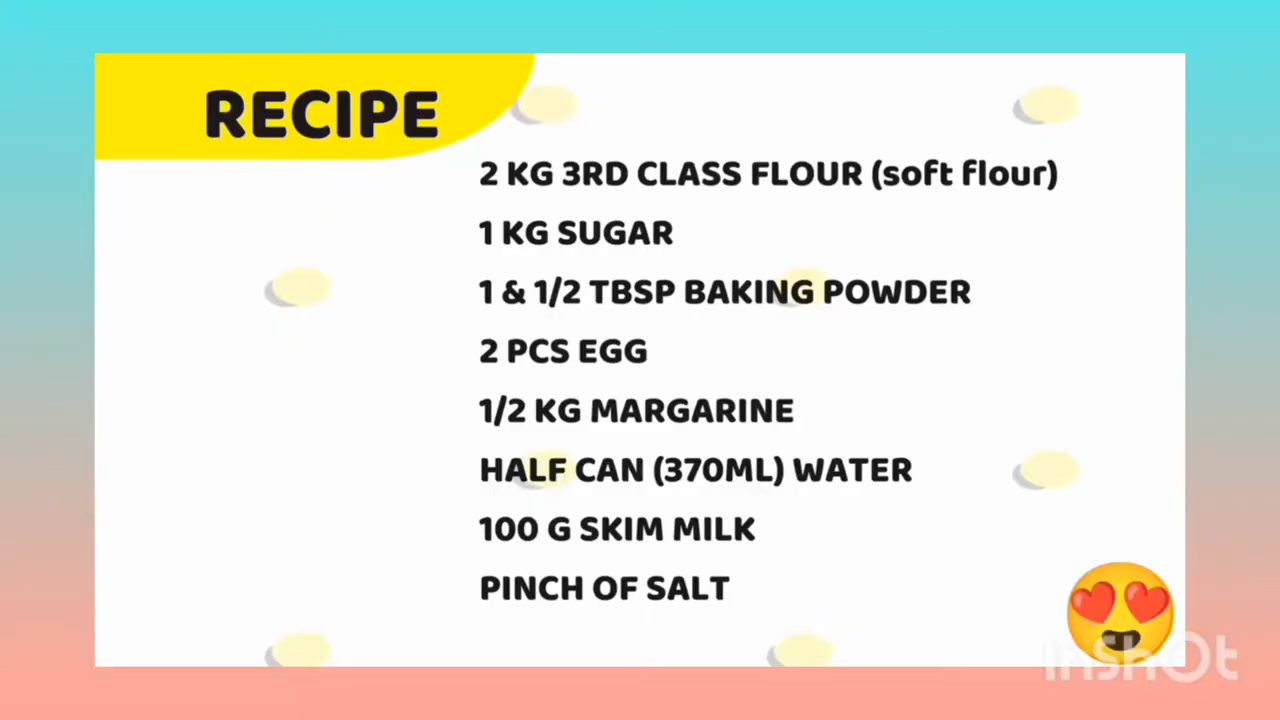 RECIPE
2 KG 3RD CLASS FLOUR (soft flour)
1 KG SUGAR
1 & 1/2 TBSP BAKING POWDER
2 PCS EGG
1/2 KG MARGARINE
HALF CAN (370ML) WATER
100 G SKIM MILK
PINCH OF SALT
InShOt